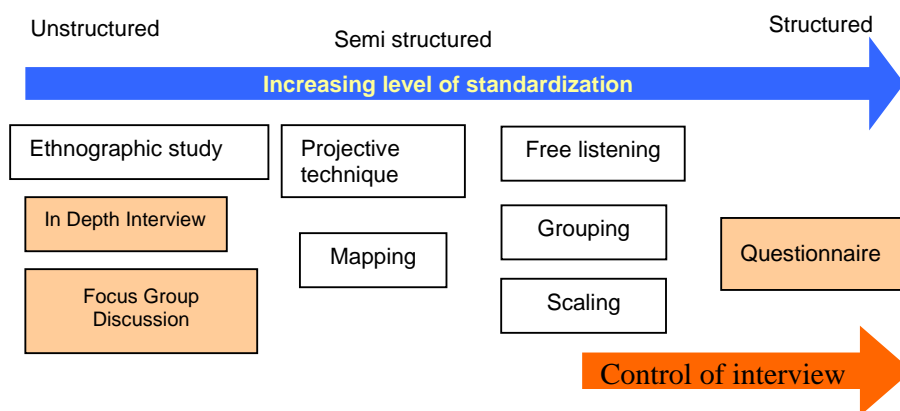 Unstructured
Semi structured
Structured
Increasing level of standardization
Ethnographic study
Projective
technique
Free listening
In Depth Interview
Mapping
Grouping
Questionnaire
Focus Group
Discussion
Scaling
Control of interview